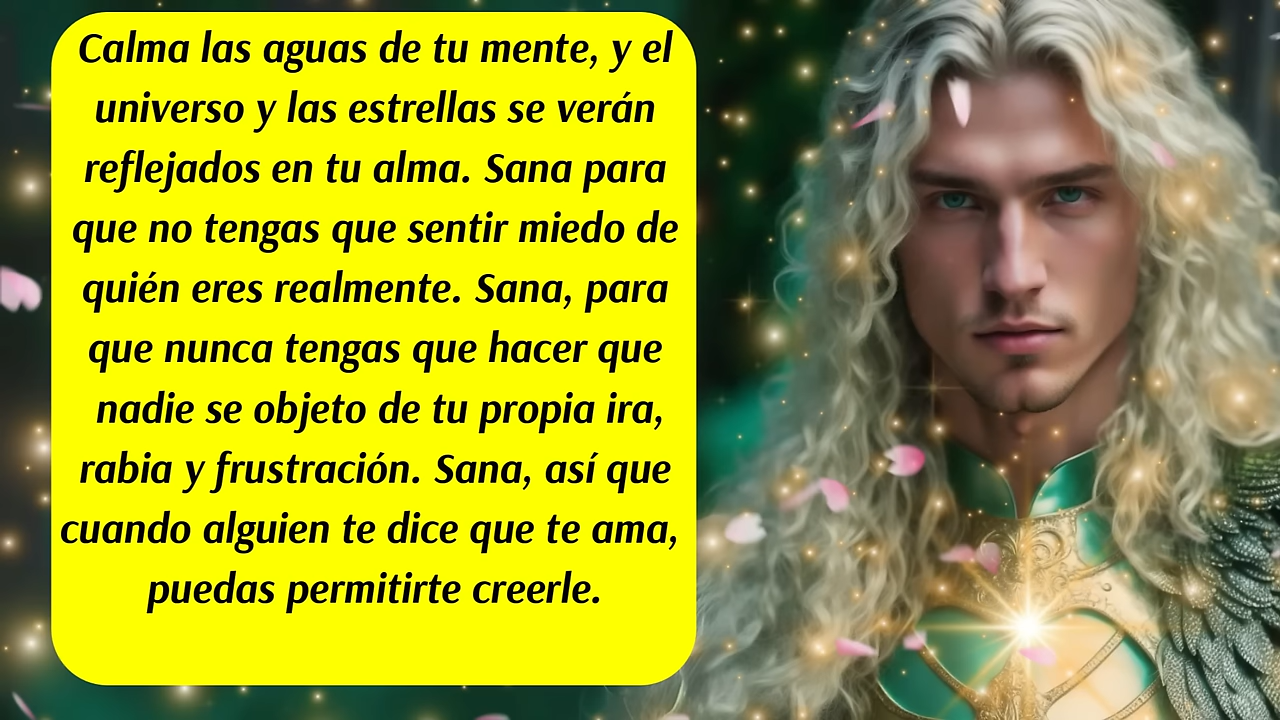 Calma las aguas de tu mente, y el
universo y las estrellas se verán
reflejados en tu alma. Sana para
que no tengas que sentir miedo de
quién eres realmente. Sana, para
que nunca tengas que hacer que
nadie se objeto de tu propia ira,
rabia y frustración. Sana, así que
cuando alguien te dice que te ama,
puedas permitirte creerle.